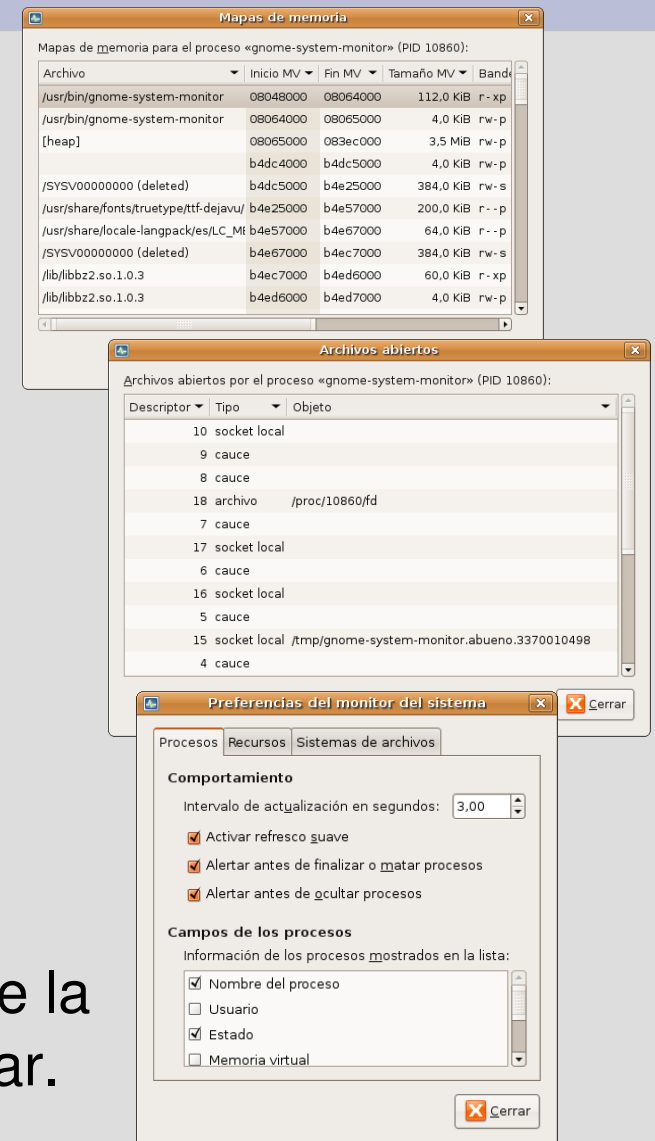 Mapas de memoria
Mapas de memoria para el proceso «gnome-system-monitor» (PID 10860):
Archivo Inicio MV Fin MV Tamaño MV Bande
/usr/bin/gnome-system-monitor 08048000 08064000 112,0 KiB r-xp
/usr/bin/gnome-system-monitor 08064000 08065000 4,0 KiB rw-p
[heap] 08065000 083ec000 3,5 MiB rw-p
b4dc4000 b4dc5000 4,0 KiB rw-p
/SYSV00000000 (deleted) b4dc5000 b4e25000 384,0 KiB rw-s
/usr/share/fonts/truetype/ttf-dejavu/ b4e25000 b4e57000 200,0 KiB r--p
/usr/share/locale-langpack/es/LC_ME b4e57000 b4e67000 64,0 KiB r--p
/SYSV00000000 (deleted) b4e67000 b4ec7000 384,0 KiB rw-s
/lib/libbz2.so.1.0.3 b4ec7000 b4ed6000 60,0 KiB r-xp
/lib/libbz2.so.1.0.3 b4ed6000 b4ed7000 4,0 KiB rw-p
Archivos abiertos
Archivos abiertos por el proceso «gnome-system-monitor» (PID 10860):
Descriptor Tipo Objeto
10 socket local
9 cauce
8 cauce
18 archivo /proc/10860/fd
7 cauce
17 socket local
6 cauce
16 socket local
5 cauce
15 socket local /tmp/gnome-system-monitor.abueno.3370010498
4 cauce
Cerrar
Preferencias del monitor del sistema
Procesos Recursos Sistemas de archivos
Comportamiento
Intervalo de actualización en segundos: 3,00
Activar refresco suave
Alertar antes de finalizar o matar procesos
Alertar antes de ocultar procesos
Campos de los procesos
Información de los procesos mostrados en la lista:
Nombre del proceso
Usuario
Estado
Memoria virtual
Cerrar
e la
ar.